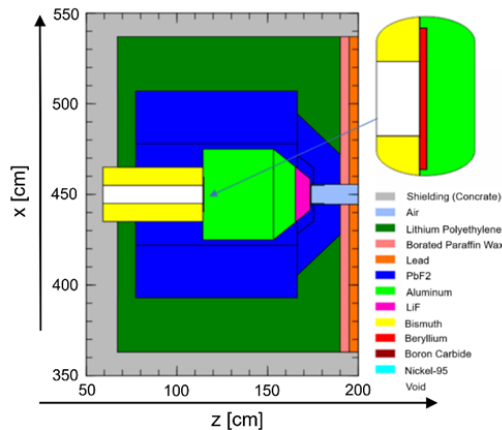 550
500
450
400
350
x [cm]
50
100
150
200
z [cm]
Shielding (Concrate)
Air
Lithium Polyethylene
Borated Paraffin Wax
Lead
PbF2
Aluminum
LiF
Bismuth
Beryllium
Boron Carbide
Nickel-95
Void